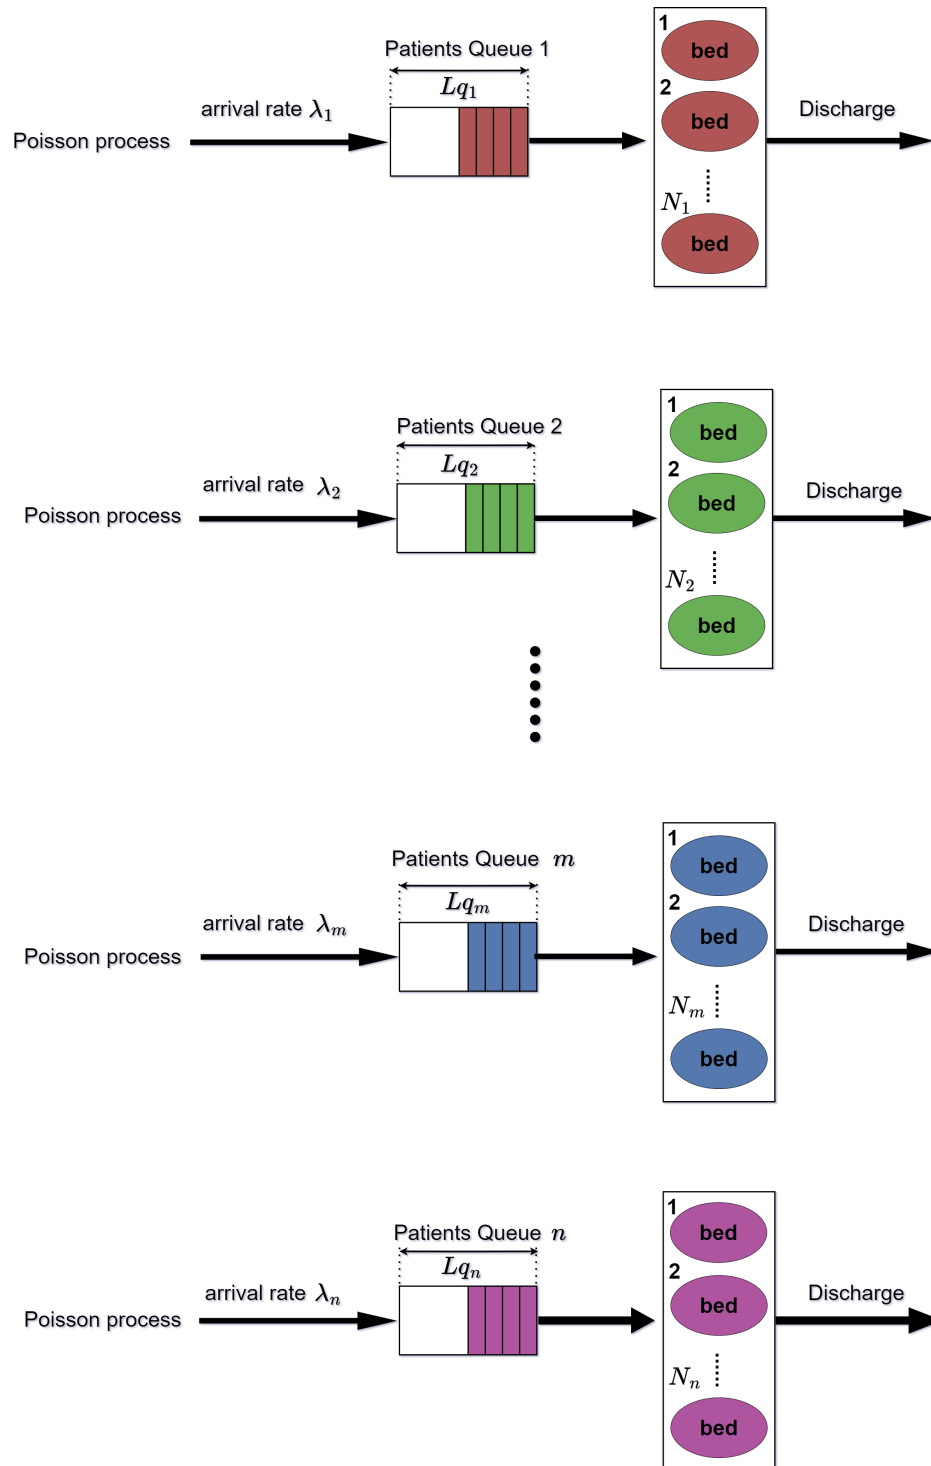 Patients Queue 1
Lq₁
arrival rate λ₁
Poisson process
1
bed
2
bed
N₁
bed
Discharge
Patients Queue 2
Lq₂
arrival rate λ₂
Poisson process
1
bed
2
bed
N₂
bed
Discharge
Patients Queue m
Lqₘ
arrival rate λₘ
Poisson process
1
bed
2
bed
Nₘ
bed
Discharge
Patients Queue n
Lqₙ
arrival rate λₙ
Poisson process
1
bed
2
bed
Nₙ
bed
Discharge